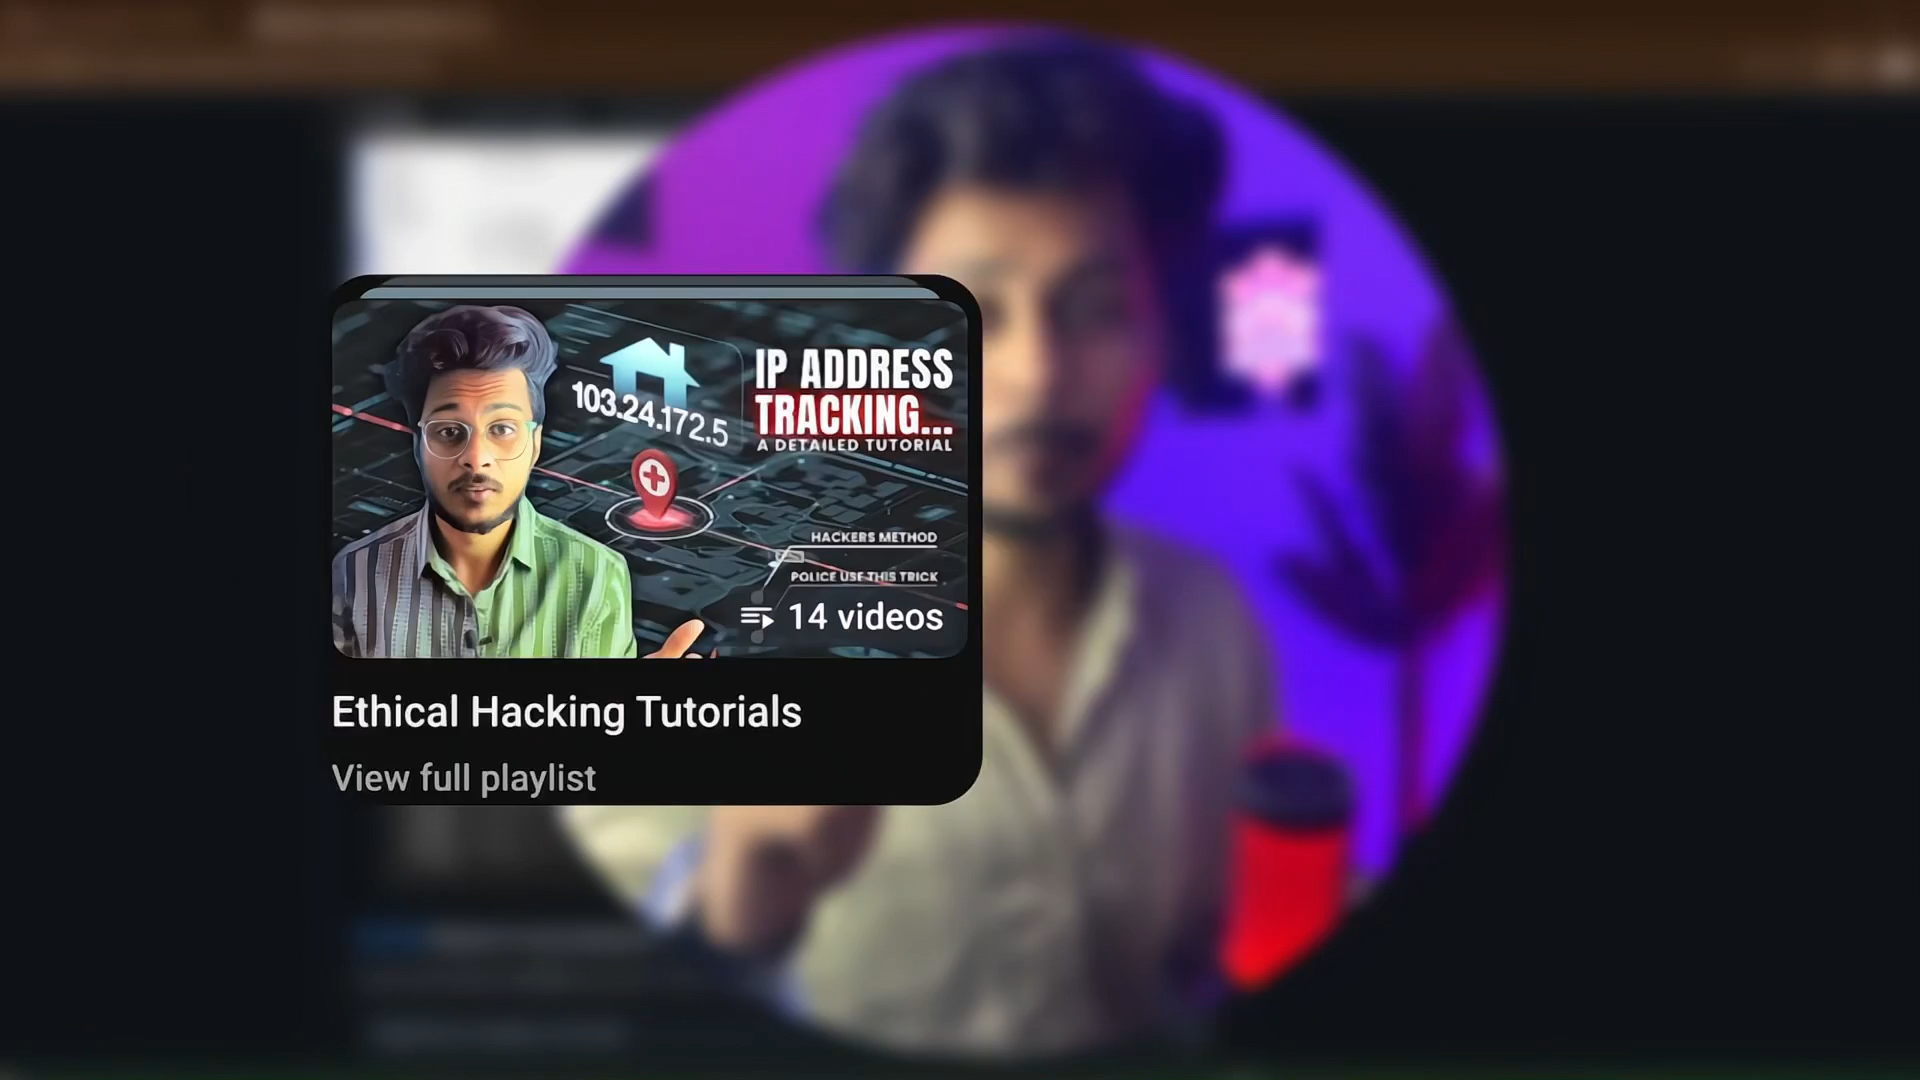 103.24.172.5
IP ADDRESS
TRACKING...
A DETAILED TUTORIAL
HACKERS METHOD
POLICE USE THIS TRICK
14 videos
Ethical Hacking Tutorials
View full playlist